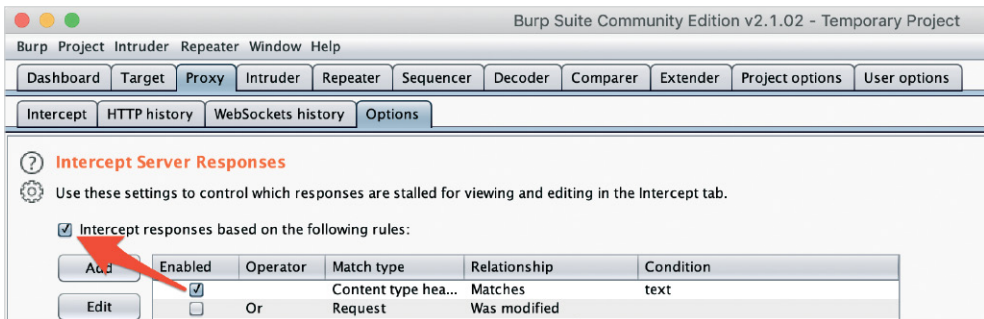 Burp Suite Community Edition v2.1.02 - Temporary Project
Burp Project Intruder Repeater Window Help
Dashboard Target Proxy Intruder Repeater Sequencer Decoder Comparer Extender Project options User options
Intercept HTTP history WebSockets history Options
? Intercept Server Responses
Use these settings to control which responses are stalled for viewing and editing in the Intercept tab.
Intercept responses based on the following rules:
Add Enabled Operator Match type Relationship Condition
Content type hea... Matches text
Edit Or Request Was modified